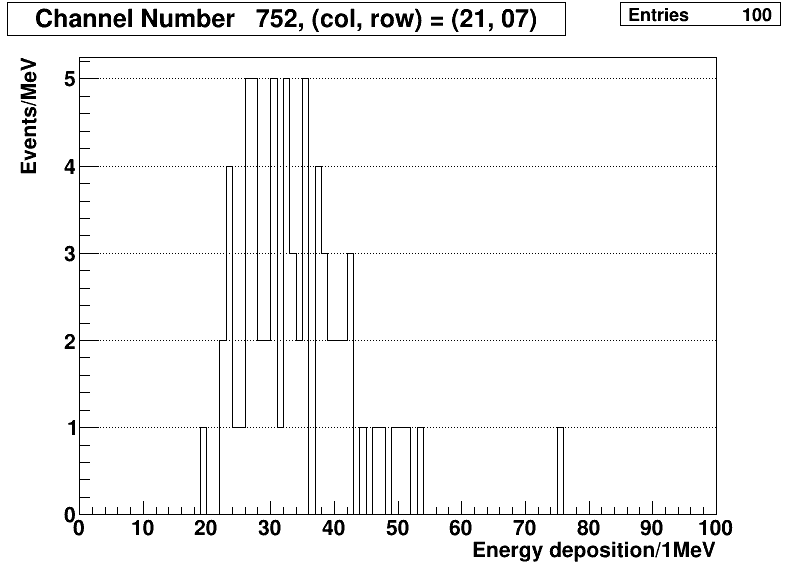 Channel Number 752, (col, row) = (21, 07)
Entries 100
Events/MeV
5
4
3
2
1
0
0 10 20 30 40 50 60 70 80 90 100
Energy deposition/1MeV